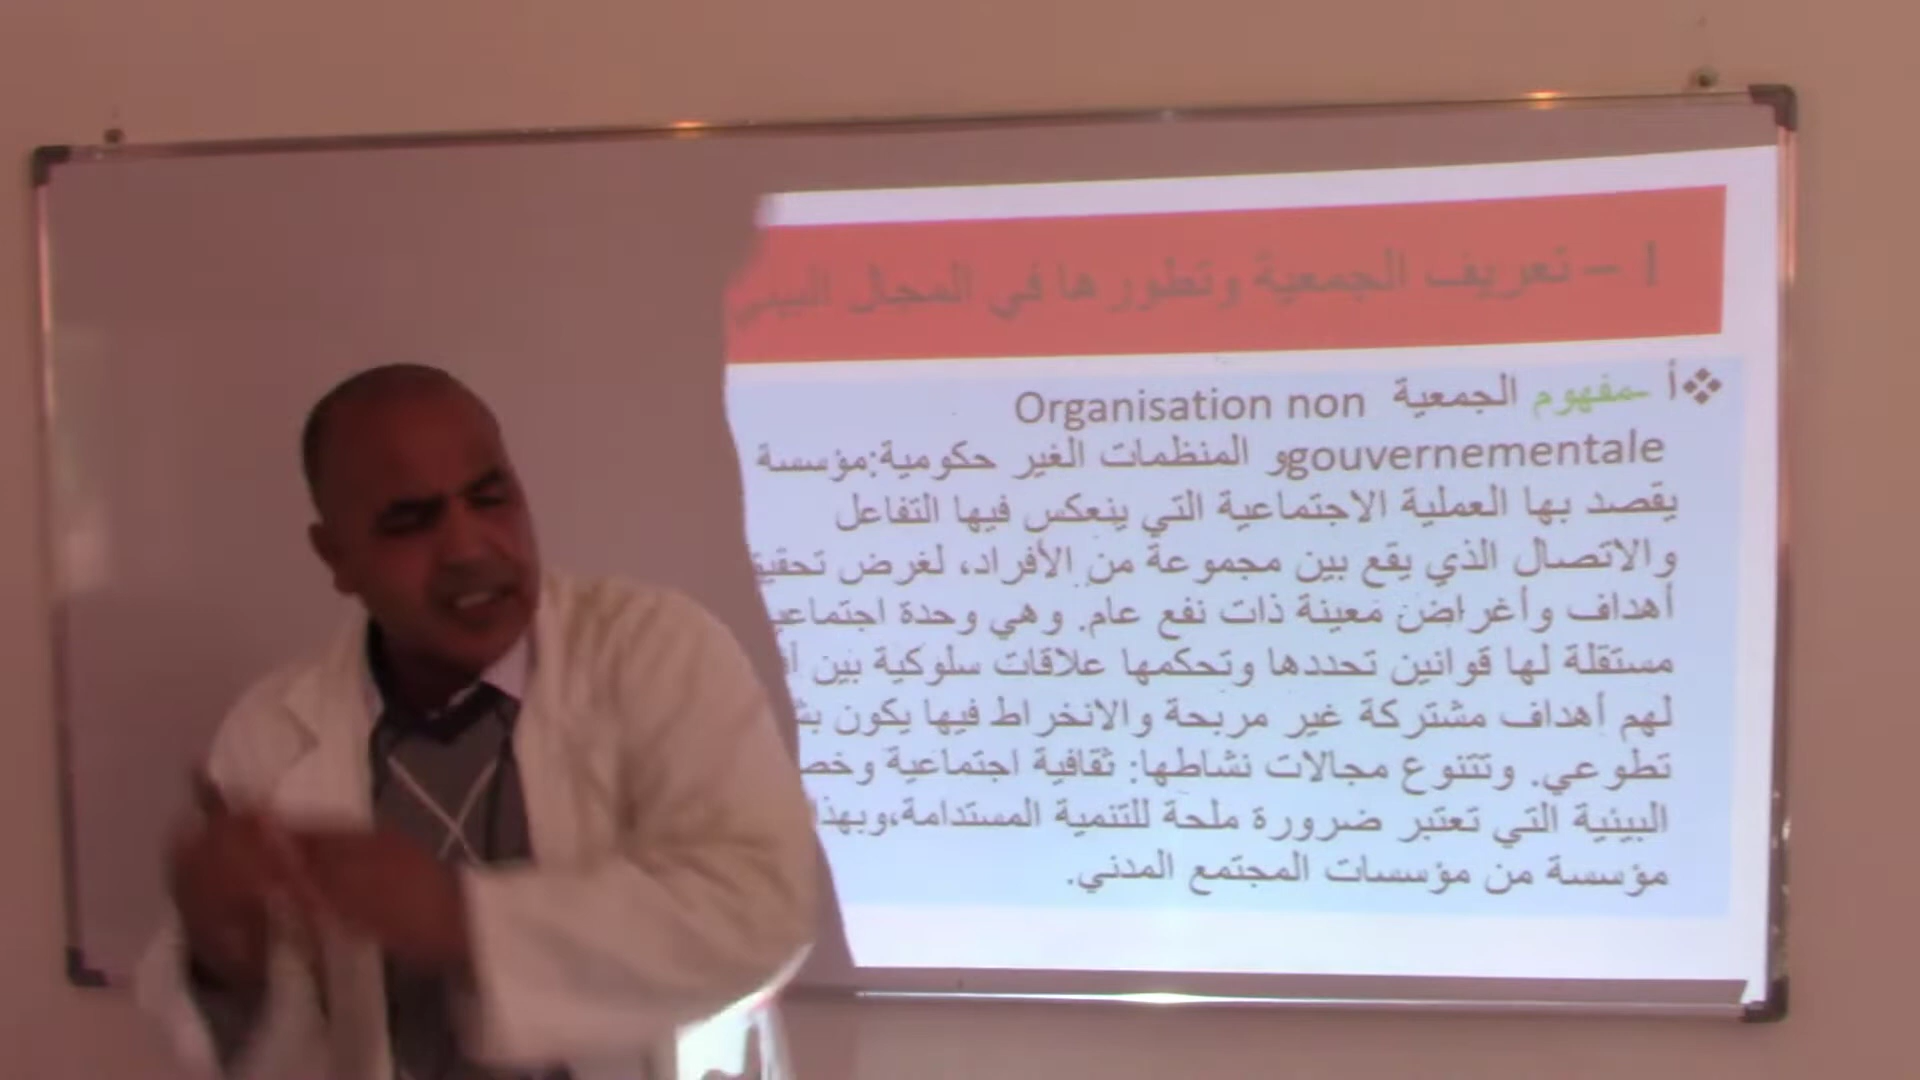 I – تعريف الجمعية وتطورها في المجال البيئي
❖أ -مفهوم الجمعية Organisation non
gouvernementaleو المنظمات الغير حكومية:مؤسسة
يقصد بها العملية الاجتماعية التي ينعكس فيها التفاعل
والاتصال الذي يقع بين مجموعة من الأفراد، لغرض
أهداف وأغراض معينة ذات نفع عام. وهي وحدة
مستقلة لها قوانين تحددها وتحكمها علاقات سلوكية بين
لهم أهداف مشتركة غير مربحة والانخراط فيها يكون
تطوعي. وتتنوع مجالات نشاطها: ثقافية اجتماعية
البيئية التي تعتبر ضرورة ملحة للتنمية المستدامة،
مؤسسة من مؤسسات المجتمع المدني.